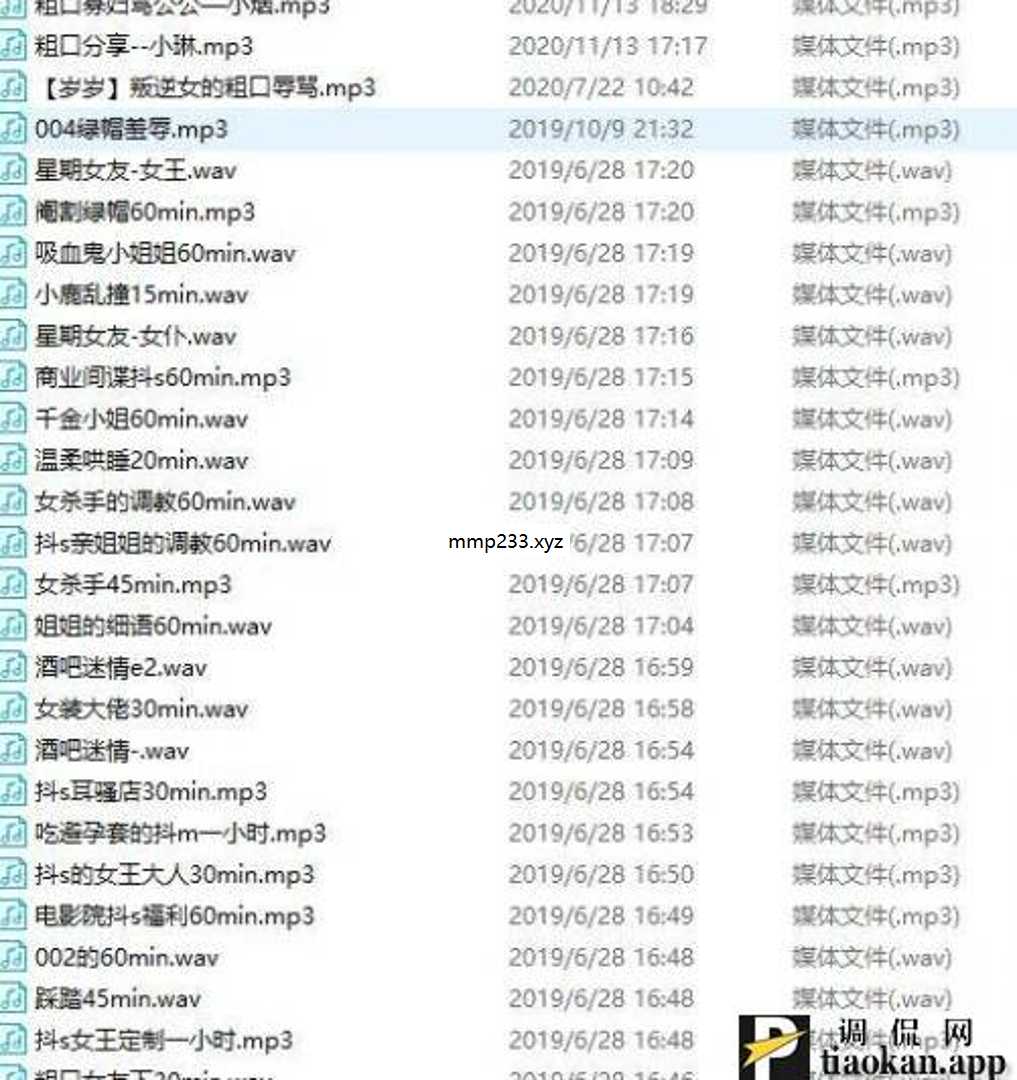 粗口寡妇骂公公—小烟.mp3 2020/11/13 18:29 媒体文件(.mp3)
粗口分享--小琳.mp3 2020/11/13 17:17 媒体文件(.mp3)
【岁岁】叛逆女的粗口辱骂.mp3 2020/7/22 10:42 媒体文件(.mp3)
004绿帽羞辱.mp3 2019/10/9 21:32 媒体文件(.mp3)
星期女友-女王.wav 2019/6/28 17:20 媒体文件(.wav)
阉割绿帽60min.mp3 2019/6/28 17:20 媒体文件(.mp3)
吸血鬼小姐姐60min.wav 2019/6/28 17:19 媒体文件(.wav)
小鹿乱撞15min.wav 2019/6/28 17:19 媒体文件(.wav)
星期女友-女仆.wav 2019/6/28 17:16 媒体文件(.wav)
商业间谍抖s60min.mp3 2019/6/28 17:15 媒体文件(.mp3)
千金小姐60min.wav 2019/6/28 17:14 媒体文件(.wav)
温柔哄睡20min.wav 2019/6/28 17:09 媒体文件(.wav)
女杀手的调教60min.wav 2019/6/28 17:08 媒体文件(.wav)
抖s亲姐姐的调教60min.wav mmp233.xyz 6/28 17:07 媒体文件(.wav)
女杀手45min.mp3 2019/6/28 17:07 媒体文件(.mp3)
姐姐的细语60min.wav 2019/6/28 17:04 媒体文件(.wav)
酒吧迷情e2.wav 2019/6/28 16:59 媒体文件(.wav)
女装大佬30min.wav 2019/6/28 16:58 媒体文件(.wav)
酒吧迷情-.wav 2019/6/28 16:54 媒体文件(.wav)
抖s耳骚店30min.mp3 2019/6/28 16:54 媒体文件(.mp3)
吃避孕套的抖m一小时.mp3 2019/6/28 16:53 媒体文件(.mp3)
抖s的女王大人30min.mp3 2019/6/28 16:50 媒体文件(.mp3)
电影院抖s福利60min.mp3 2019/6/28 16:49 媒体文件(.mp3)
002的60min.wav 2019/6/28 16:48 媒体文件(.wav)
踩踏45min.wav 2019/6/28 16:48 媒体文件(.wav)
抖s女王定制一小时.mp3 2019/6/28 16:48
调侃网
tiaokan.app